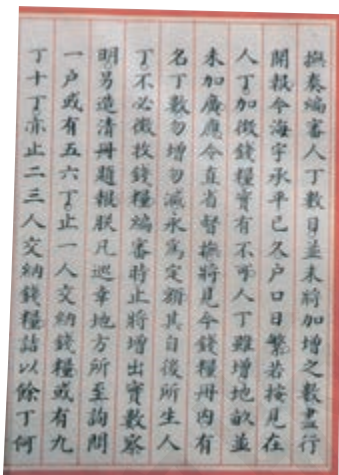 撫奏編審人丁數目並未將加增之數盡行
開報今海宇承平已久戶口日繁若按見在
人丁加徵錢糧實有不可人丁雖增地畝並
未加廣應令直省督撫將見今錢糧冊內有
名丁數勿增勿減永爲定額其自後所生人
丁不必徵收錢糧編審時止將增出實數察
明另造清冊題報朕凡巡幸地方所至詢問
一戶或有五六丁止一人交納錢糧或有九
丁十丁亦止二三人交納錢糧詰以餘丁何